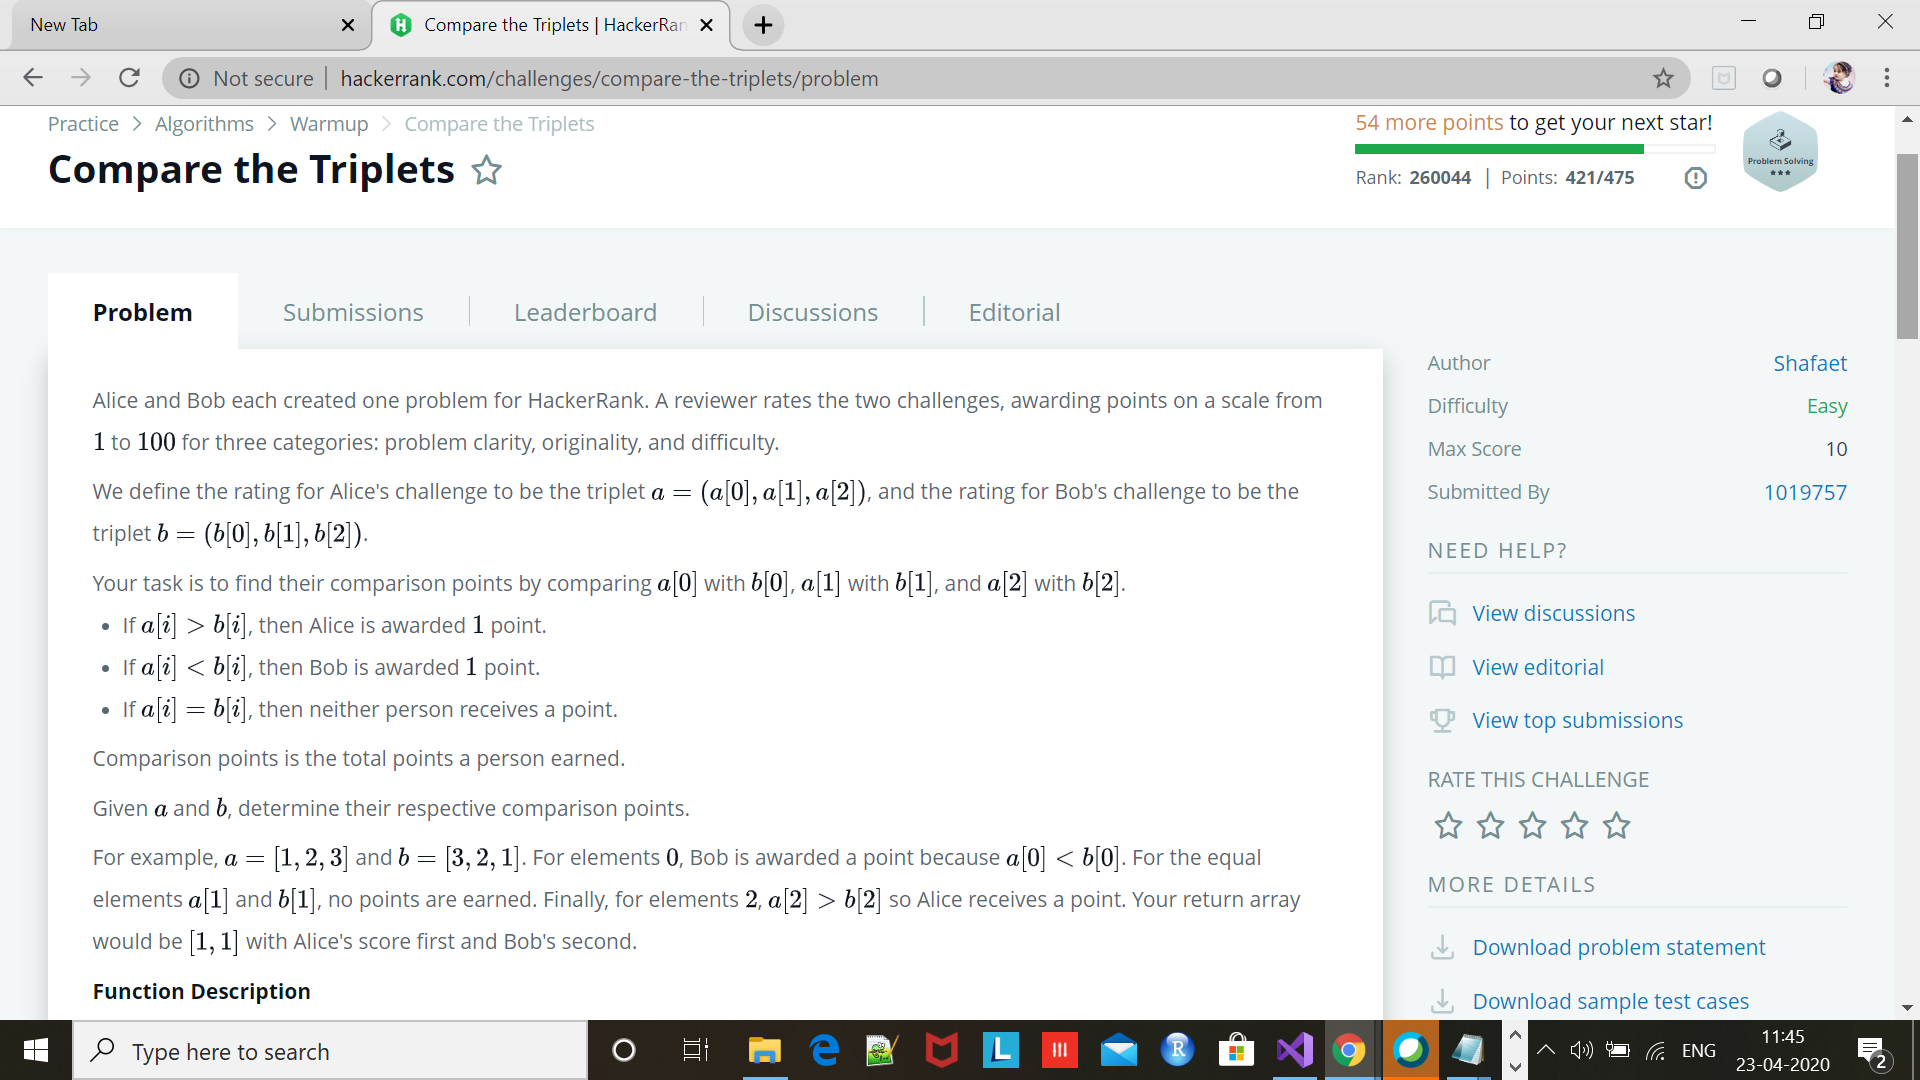 New Tab
Compare the Triplets | HackerRan
Not secure | hackerrank.com/challenges/compare-the-triplets/problem
Practice > Algorithms > Warmup > Compare the Triplets
54 more points to get your next star!
Compare the Triplets
Rank: 260044 | Points: 421/475
Problem Solving
Problem
Submissions
Leaderboard
Discussions
Editorial
Alice and Bob each created one problem for HackerRank. A reviewer rates the two challenges, awarding points on a scale from
1 to 100 for three categories: problem clarity, originality, and difficulty.
We define the rating for Alice's challenge to be the triplet a = (a[0], a[1], a[2]), and the rating for Bob's challenge to be the
triplet b = (b[0], b[1], b[2]).
Your task is to find their comparison points by comparing a[0] with b[0], a[1] with b[1], and a[2] with b[2].
• If a[i] > b[i], then Alice is awarded 1 point.
• If a[i] < b[i], then Bob is awarded 1 point.
• If a[i] = b[i], then neither person receives a point.
Comparison points is the total points a person earned.
Given a and b, determine their respective comparison points.
For example, a = [1, 2, 3] and b = [3, 2, 1]. For elements 0, Bob is awarded a point because a[0] < b[0]. For the equal
elements a[1] and b[1], no points are earned. Finally, for elements 2, a[2] > b[2] so Alice receives a point. Your return array
would be [1, 1] with Alice's score first and Bob's second.
Function Description
Author Shafaet
Difficulty Easy
Max Score 10
Submitted By 1019757
NEED HELP?
View discussions
View editorial
View top submissions
RATE THIS CHALLENGE
MORE DETAILS
Download problem statement
Download sample test cases
Type here to search
L
R
ENG
11:45
23-04-2020
2